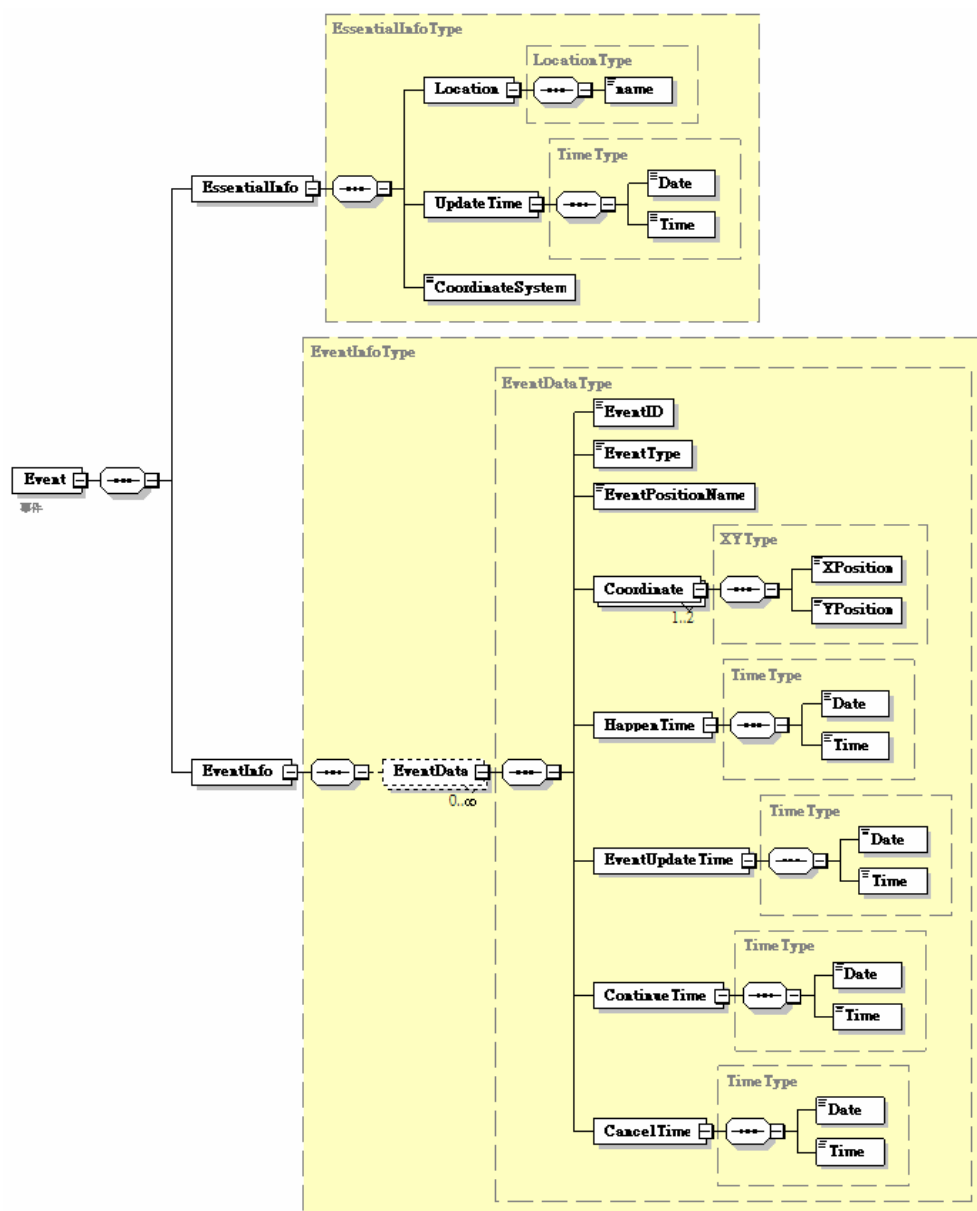 EssentialInfoType
LocationType
Location
name
TimeType
EssentialInfo
Date
UpdateTime
Time
CoordinateSystem
EventInfoType
EventDataType
EventID
EventType
Event
事件
EventPositionName
XYType
XPosition
Coordinate
YPosition
1..2
TimeType
Date
HappenTime
Time
EventInfo
EventData
0..∞
TimeType
Date
EventUpdateTime
Time
TimeType
Date
ContinueTime
Time
TimeType
Date
CancelTime
Time